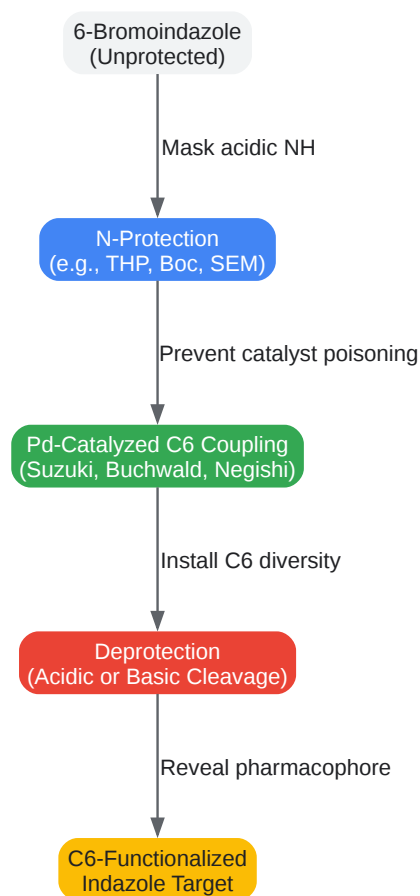 6-Bromoindazole
(Unprotected)
Mask acidic NH
N-Protection
(e.g., THP, Boc, SEM)
Prevent catalyst poisoning
Pd-Catalyzed C6 Coupling
(Suzuki, Buchwald, Negishi)
Install C6 diversity
Deprotection
(Acidic or Basic Cleavage)
Reveal pharmacophore
C6-Functionalized
Indazole Target